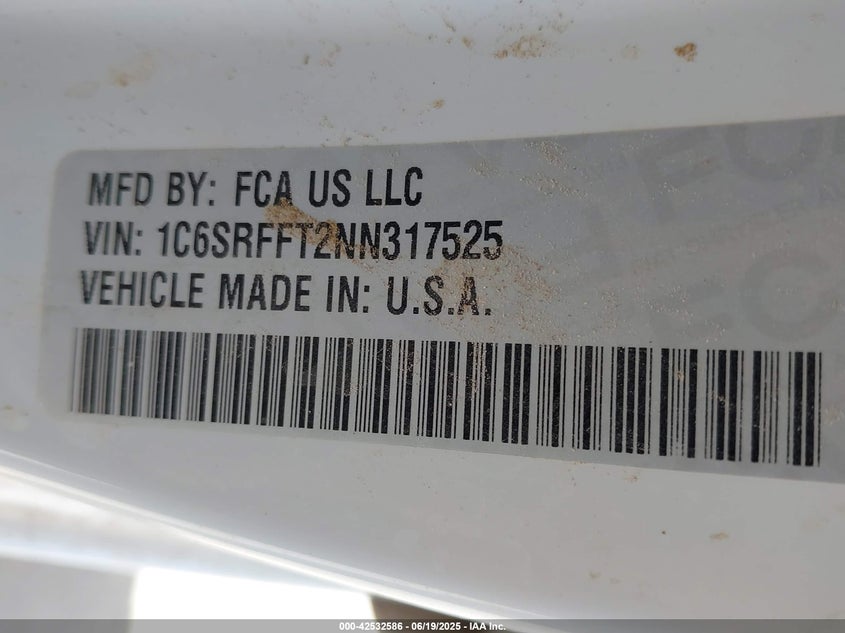 MFD BY: FCA US LLC
VIN: 1C6SRFFT2NN317525
VEHICLE MADE IN: U.S.A.
000-42532586 - 06/19/2025 - IAA Inc.